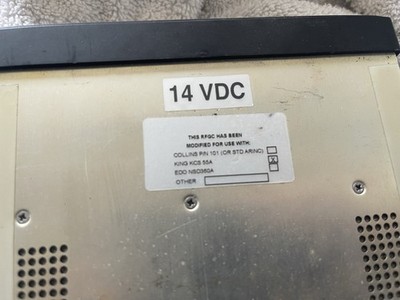 14 VDC
THIS RFGC HAS BEEN
MODIFIED FOR USE WITH:
COLLINS P/N 101 (OR STD ARINC)
KING KCS 55A X
EDO NSD360A
OTHER